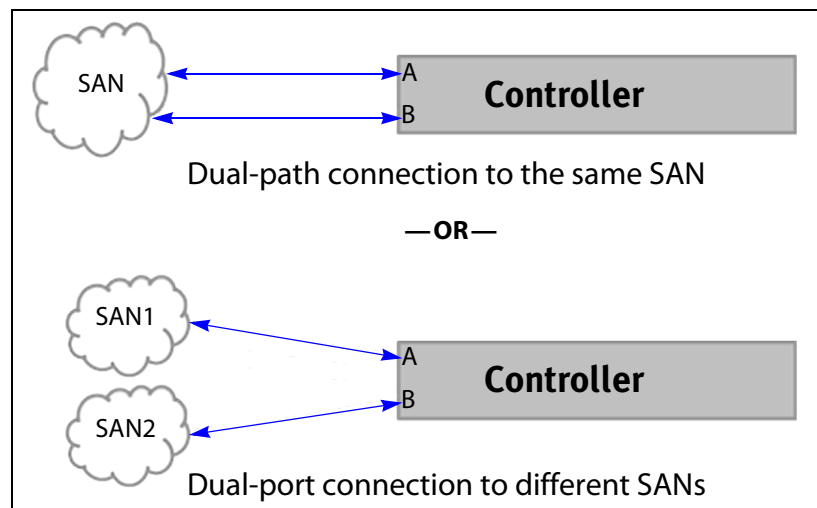 SAN
A
Controller
B
Dual-path connection to the same SAN
—OR—
SAN1
A
Controller
B
SAN2
Dual-port connection to different SANs